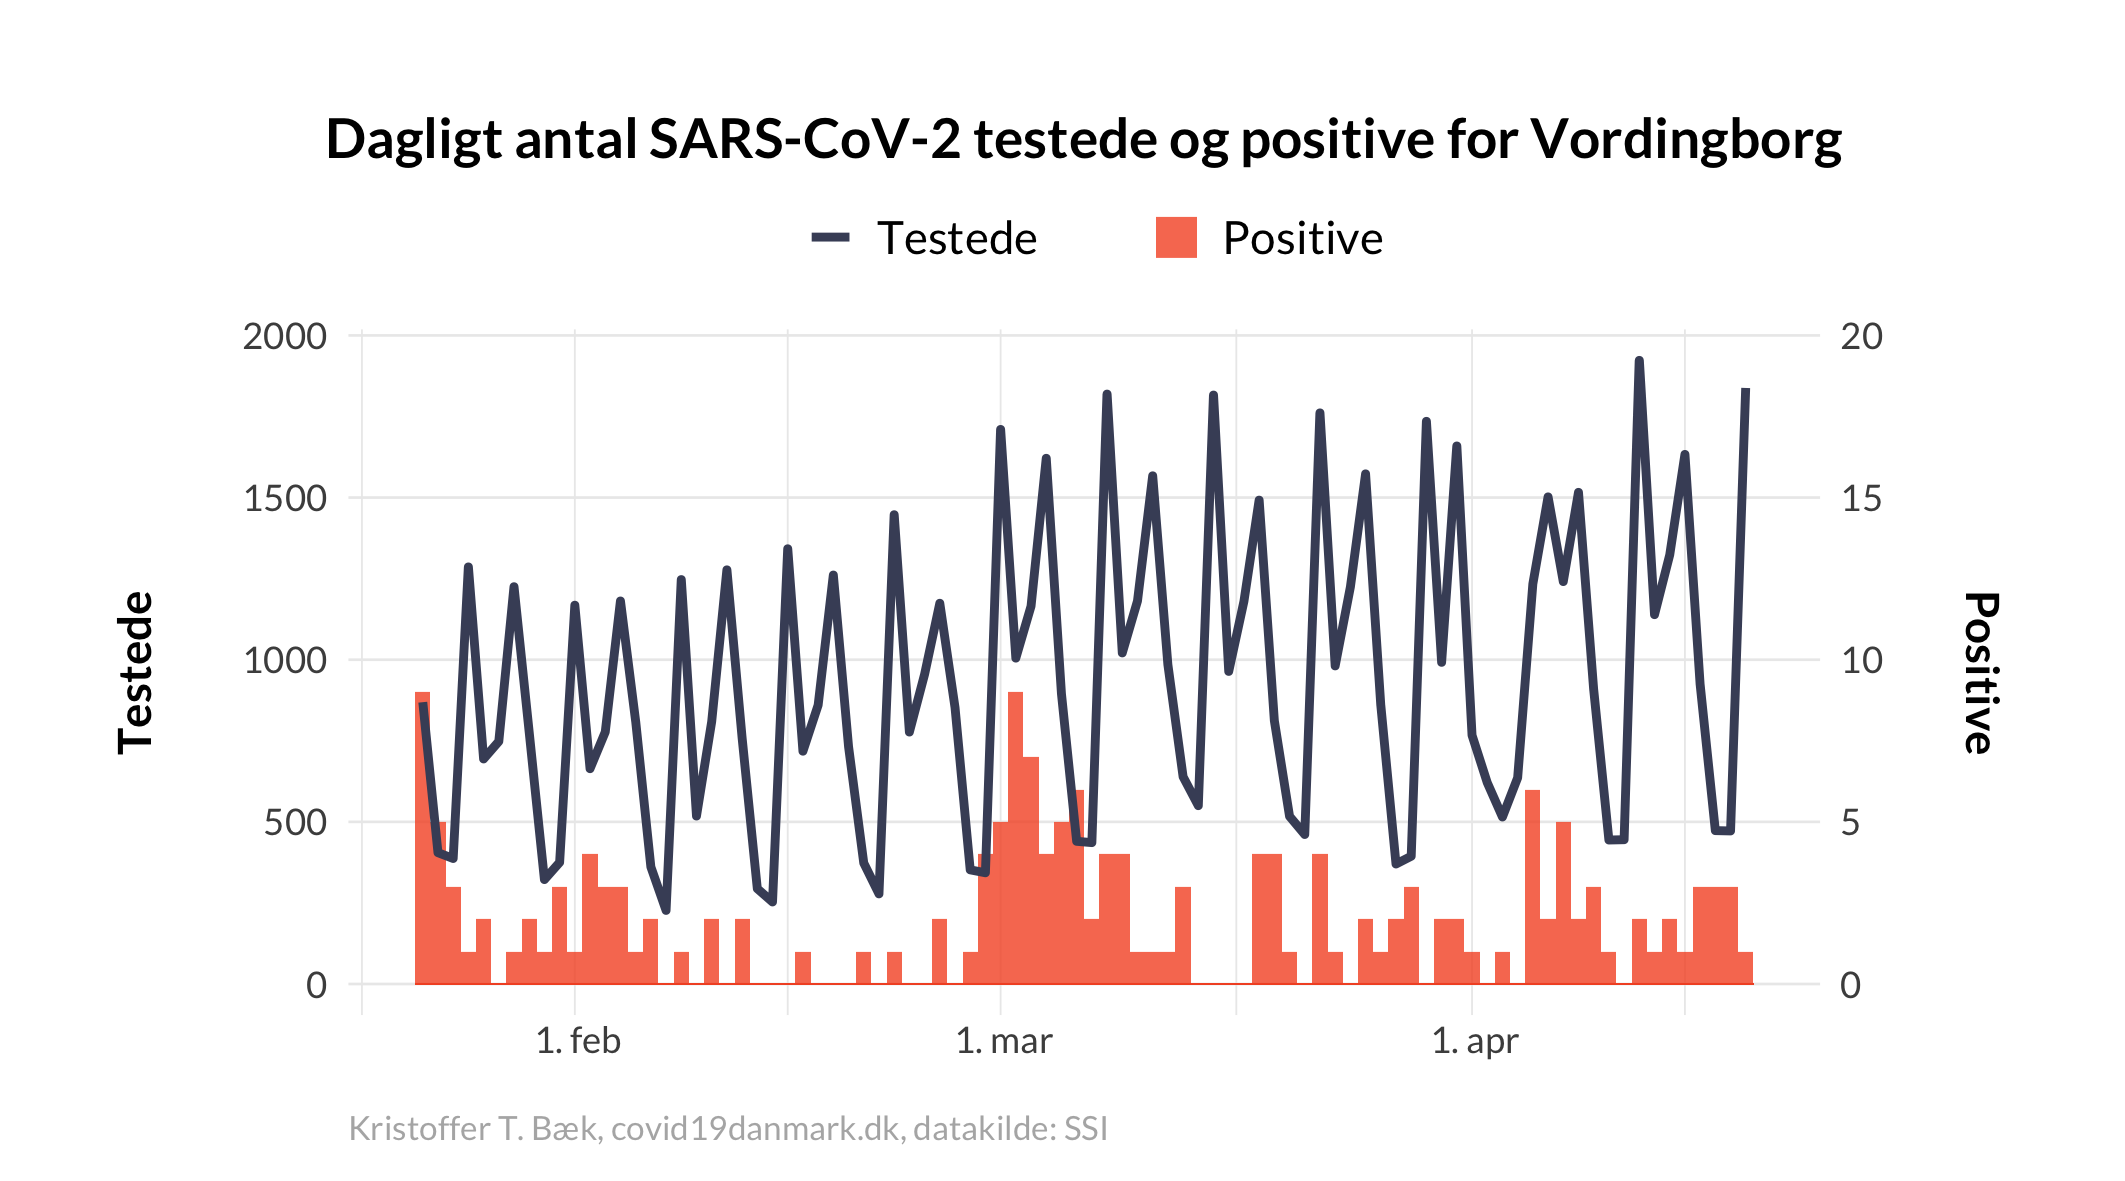 Dagligt antal SARS-CoV-2 testede og positive for Vordingborg
Testede
Positive
2000
1500
1000
500
0
20
15
10
5
0
Testede
Positive
1. feb
1. mar
1. apr
Kristoffer T. Bæk, covid19danmark.dk, datakilde: SSI